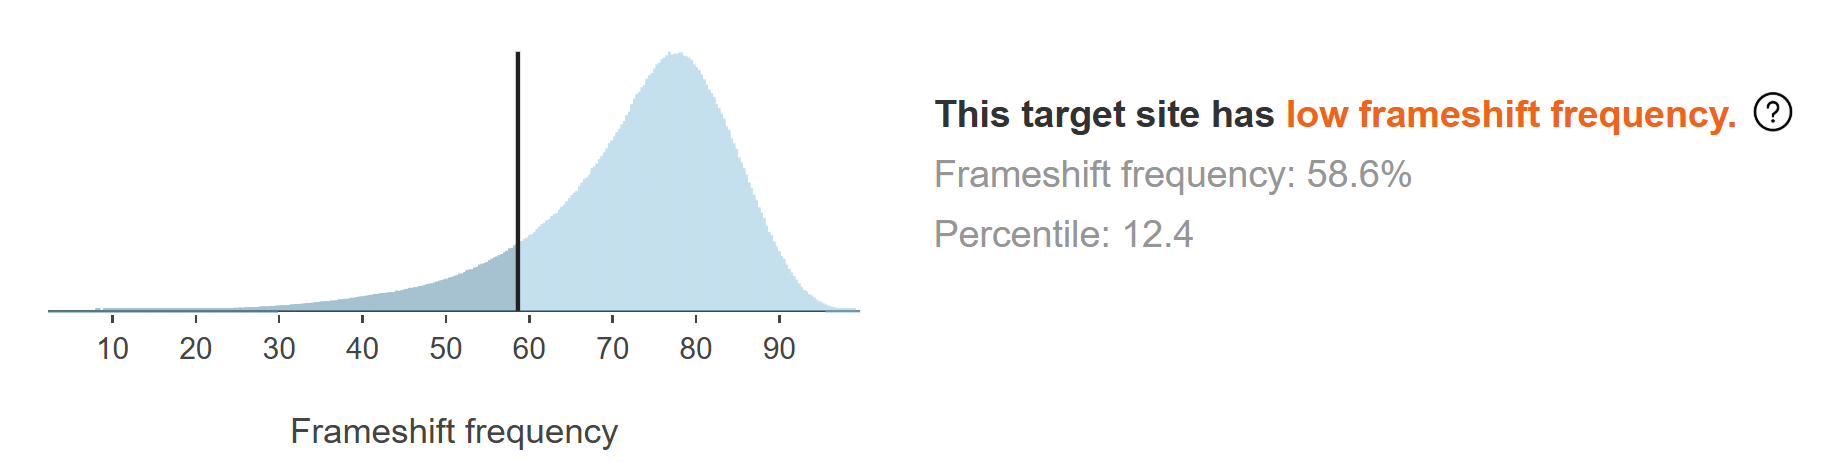 10 20 30 40 50 60 70 80 90
Frameshift frequency
This target site has low frameshift frequency. ?
Frameshift frequency: 58.6%
Percentile: 12.4